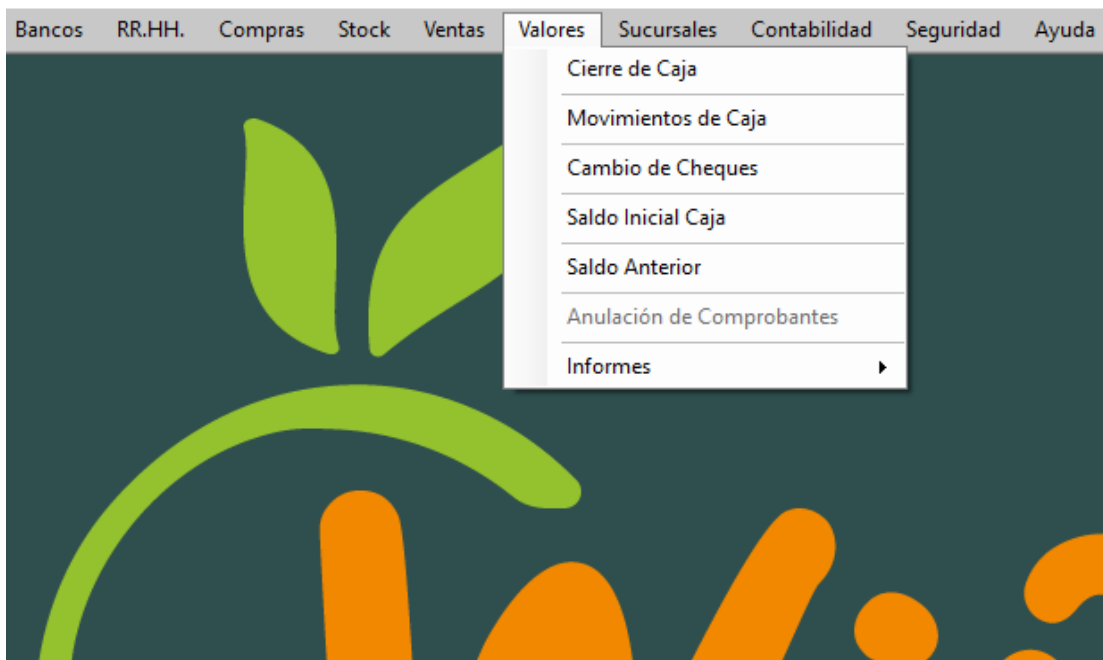 Bancos RR.HH. Compras Stock Ventas Valores Sucursales Contabilidad Seguridad Ayuda
Cierre de Caja
Movimientos de Caja
Cambio de Cheques
Saldo Inicial Caja
Saldo Anterior
Anulación de Comprobantes
Informes